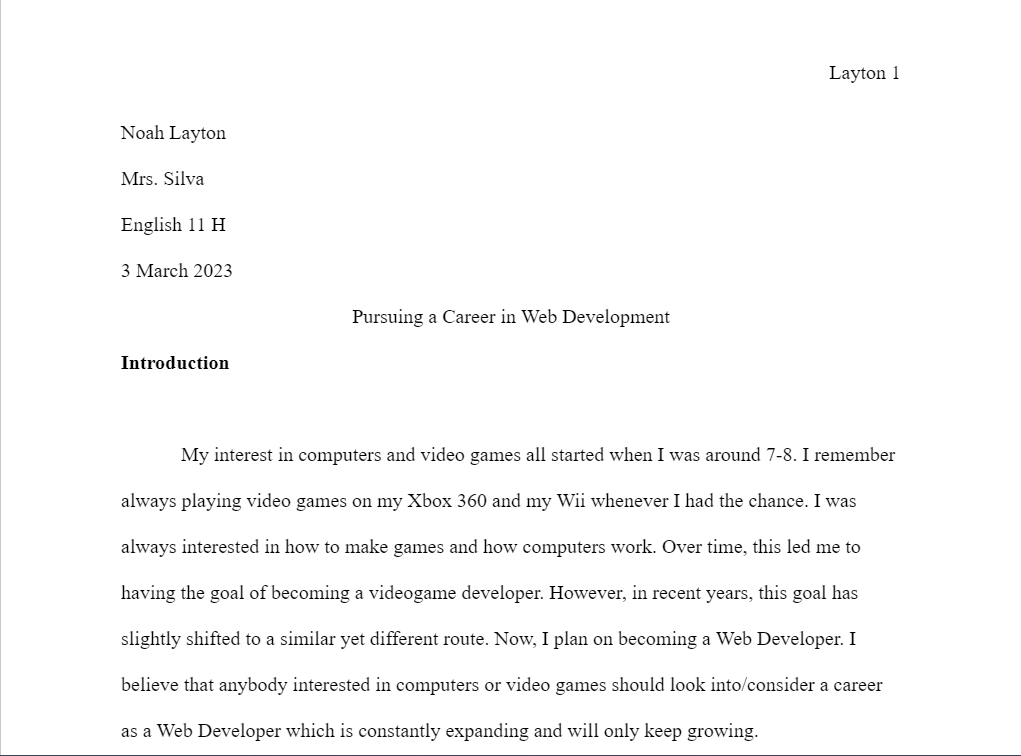 Layton 1
Noah Layton
Mrs. Silva
English 11 H
3 March 2023
Pursuing a Career in Web Development
Introduction
My interest in computers and video games all started when I was around 7-8. I remember
always playing video games on my Xbox 360 and my Wii whenever I had the chance. I was
always interested in how to make games and how computers work. Over time, this led me to
having the goal of becoming a videogame developer. However, in recent years, this goal has
slightly shifted to a similar yet different route. Now, I plan on becoming a Web Developer. I
believe that anybody interested in computers or video games should look into/consider a career
as a Web Developer which is constantly expanding and will only keep growing.